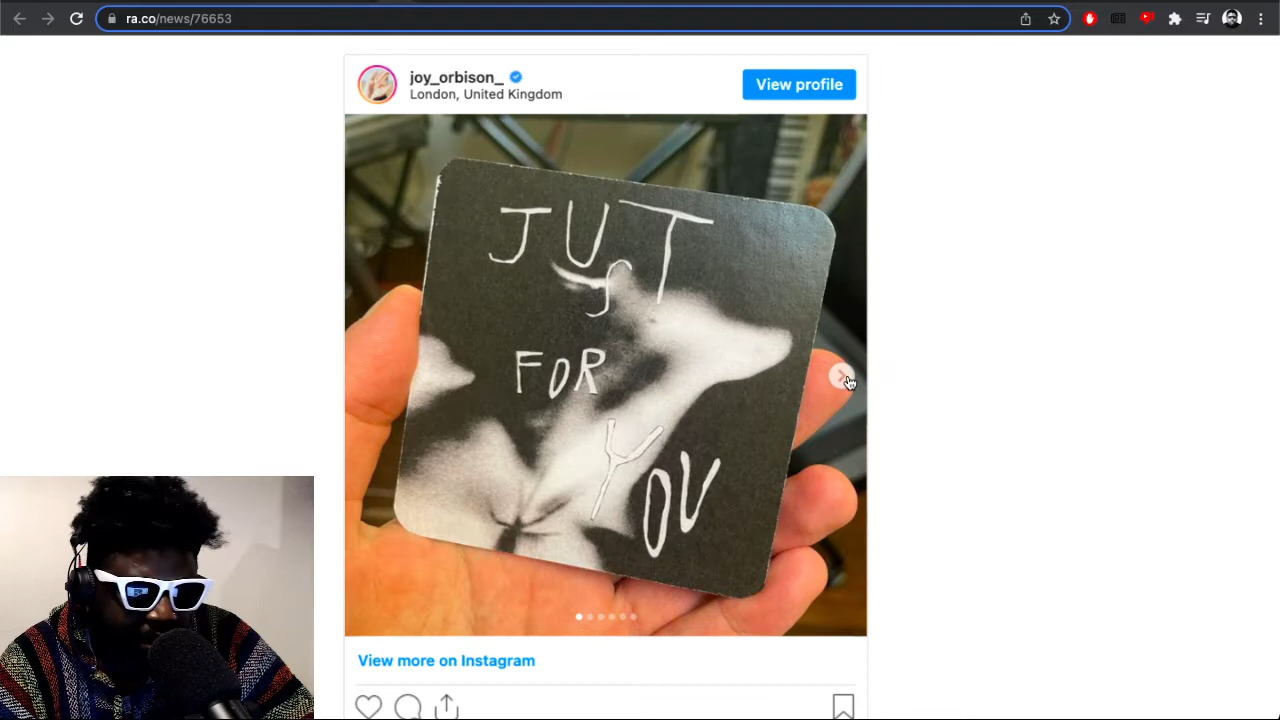 ra.co/news/76653
joy_orbison_
London, United Kingdom
View profile
JUST
FOR
YOU
View more on Instagram